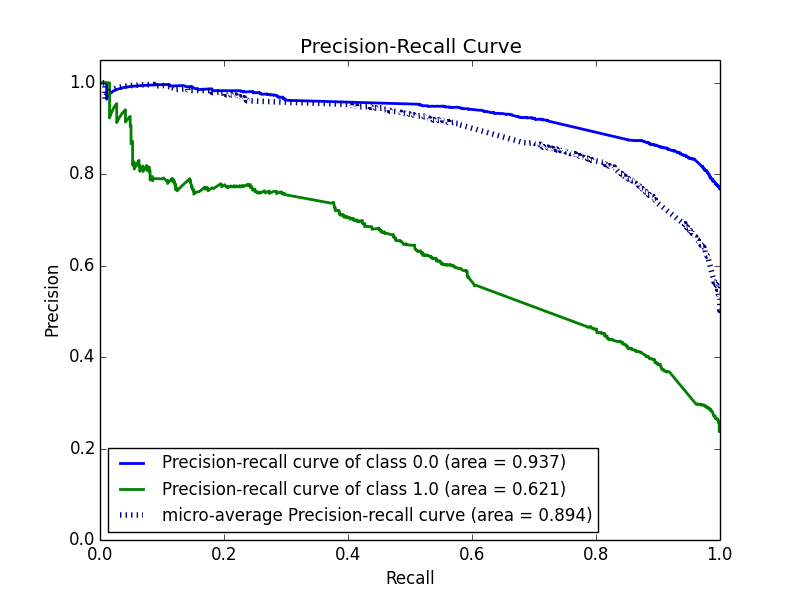 Precision-Recall Curve
Precision
1.0
0.8
0.6
0.4
0.2
0.0
Precision-recall curve of class 0.0 (area = 0.937)
Precision-recall curve of class 1.0 (area = 0.621)
micro-average Precision-recall curve (area = 0.894)
0.0 0.2 0.4 0.6 0.8 1.0
Recall